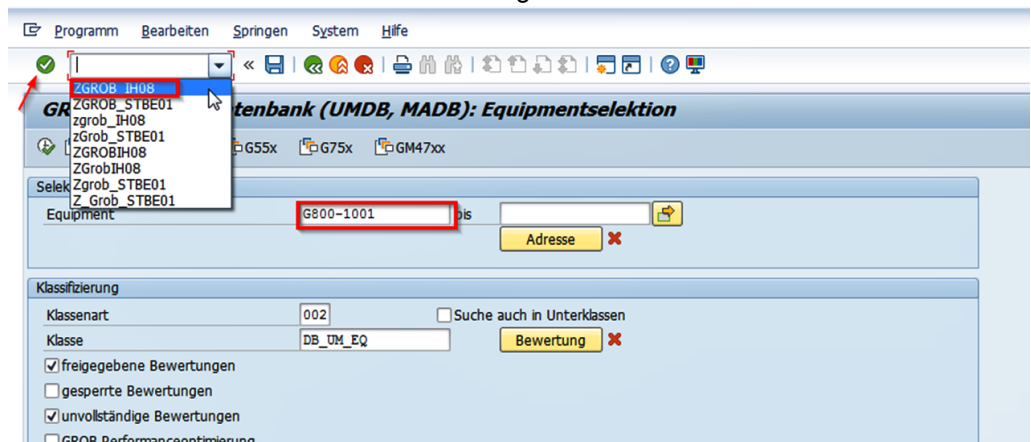 Programm Bearbeiten Springen System Hilfe
ZGROB_IH08
ZGROB_STBE01
zgrob_IH08
zGrob_STBE01
ZGROBIH08
ZGrobIH08
Zgrob_STBE01
Z_Grob_STBE01
GR tenbank (UMDB, MADB): Equipmentselektion
G55x G75x GM47xx
Selek
Equipment G800-1001 bis
Adresse
Klassifizierung
Klassenart 002 Suche auch in Unterklassen
Klasse DB_UM_EQ Bewertung
freigegebene Bewertungen
gesperrte Bewertungen
unvollständige Bewertungen
GROB Performanceoptimierung